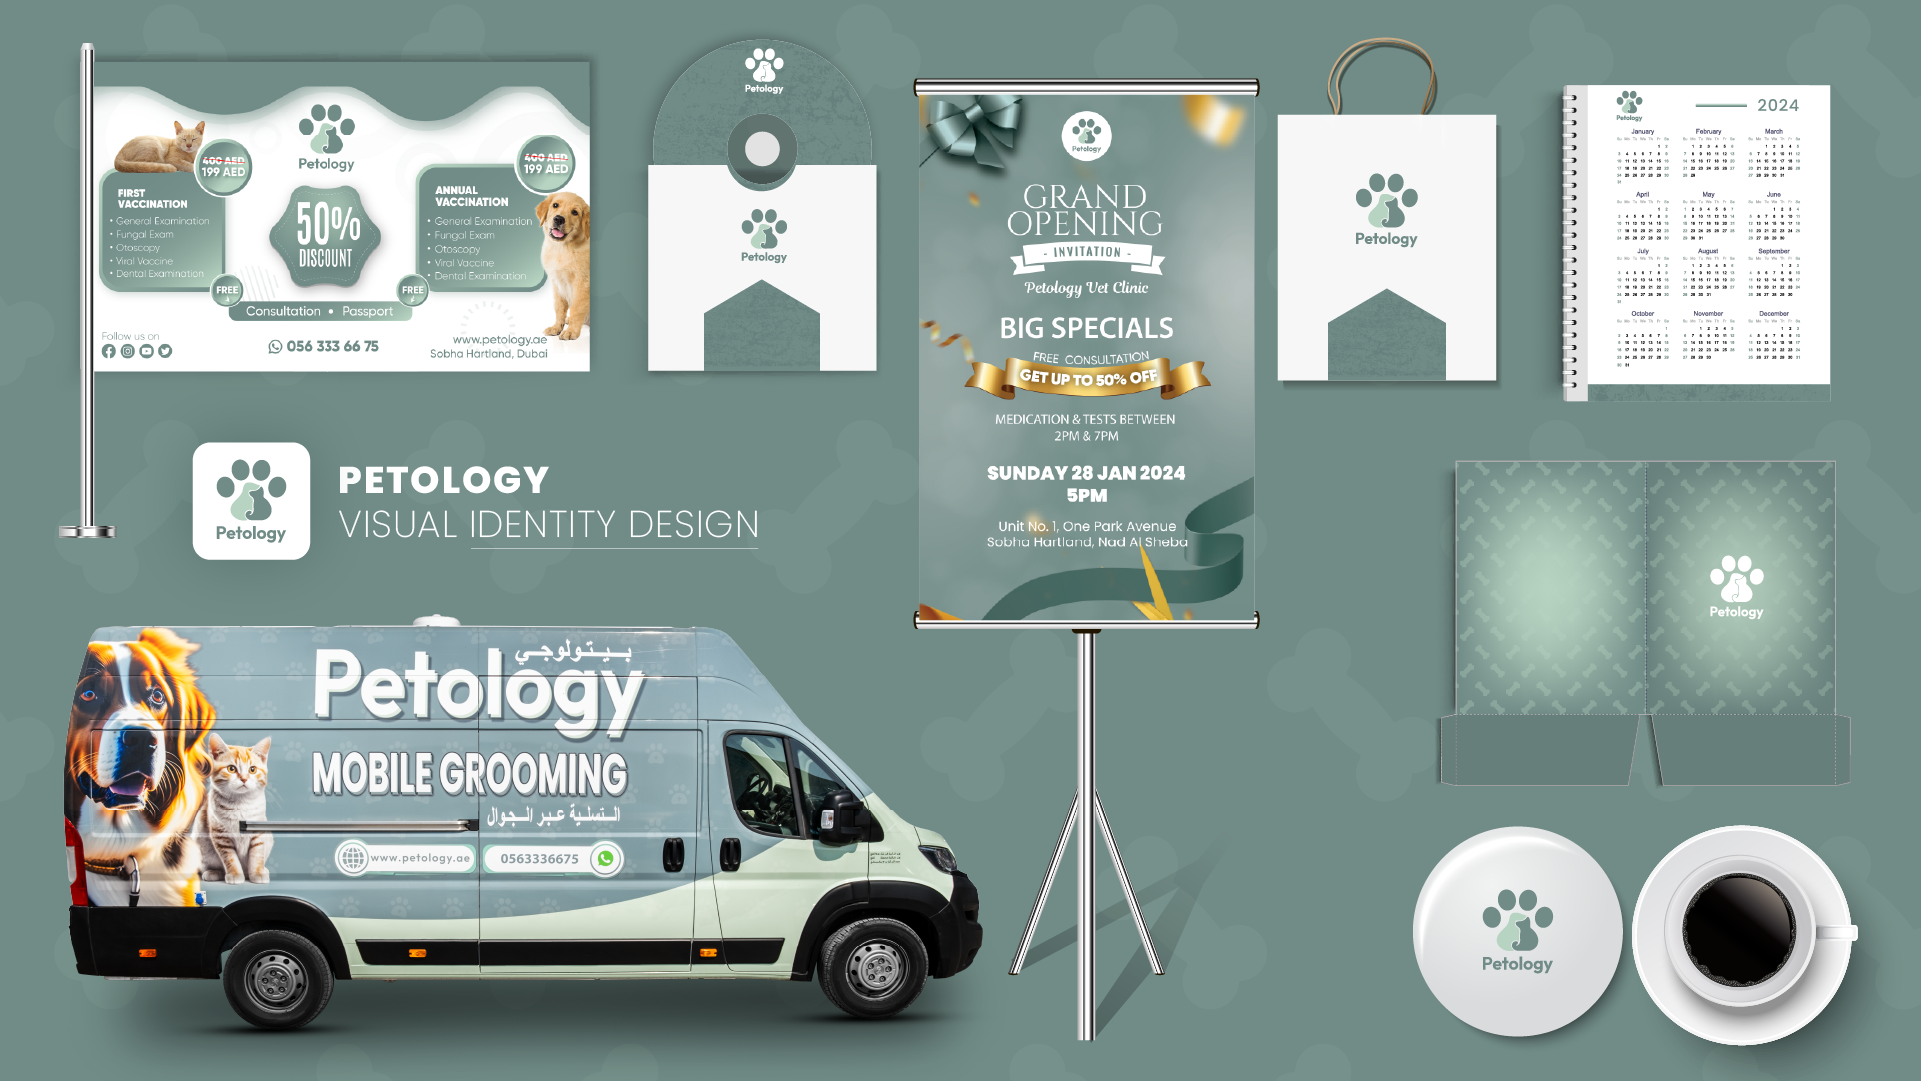 Petology
400 AED
199 AED
FIRST
VACCINATION
• General Examination
• Fungal Exam
• Otoscopy
• Viral Vaccine
• Dental Examination
50%
DISCOUNT
400 AED
199 AED
ANNUAL
VACCINATION
• General Examination
• Fungal Exam
• Otoscopy
• Viral Vaccine
• Dental Examination
FREE
FREE
Consultation • Passport
Follow us on
056 333 66 75
www.petology.ae
Sobha Hartland, Dubai
Petology
Petology
Petology
GRAND
OPENING
- INVITATION -
Petology Vet Clinic
BIG SPECIALS
FREE CONSULTATION
GET UP TO 50% OFF
MEDICATION & TESTS BETWEEN
2PM & 7PM
SUNDAY 28 JAN 2024
5PM
Unit No. 1, One Park Avenue
Sobha Hartland, Nad Al Sheba
Petology
Petology
2024
January February March
April May June
July August September
October November December
Petology
PETOLOGY
VISUAL IDENTITY DESIGN
Petology
بيتولوجي
Petology
MOBILE GROOMING
التسلية عبر الجوال
www.petology.ae
0563336675
Petology